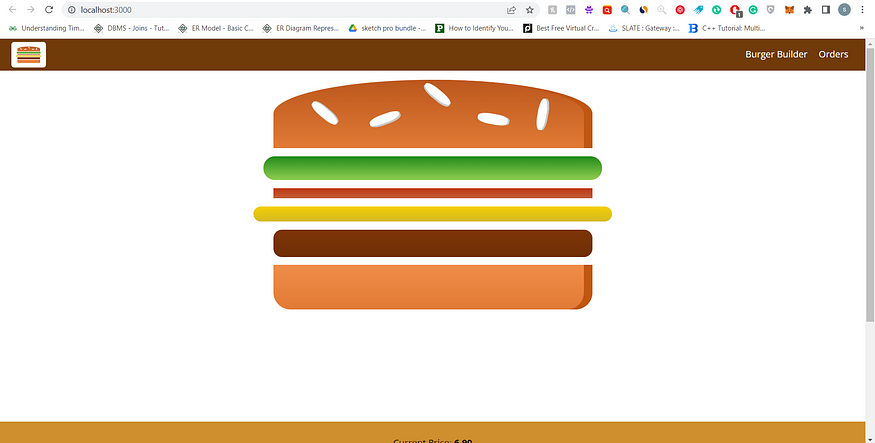 localhost:3000
Understanding Tim... DBMS - Joins - Tut... ER Model - Basic C... ER Diagram Repres... sketch pro bundle -... How to Identify You... Best Free Virtual Cr... SLATE : Gateway :... C++ Tutorial: Multi... »
Burger Builder Orders
Current Price: 6.90